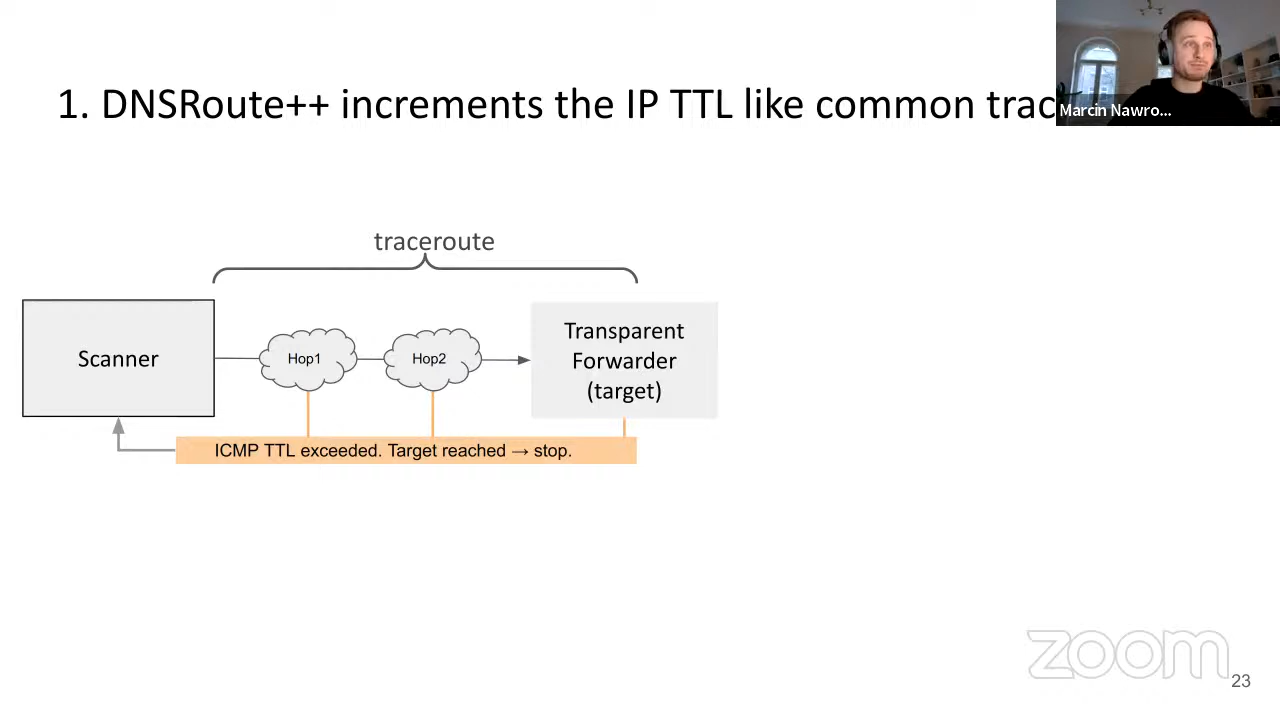 1. DNSRoute++ increments the IP TTL like common trac
Marcin Nawro...
traceroute
Scanner
Hop1
Hop2
Transparent
Forwarder
(target)
ICMP TTL exceeded. Target reached → stop.
zoom
23